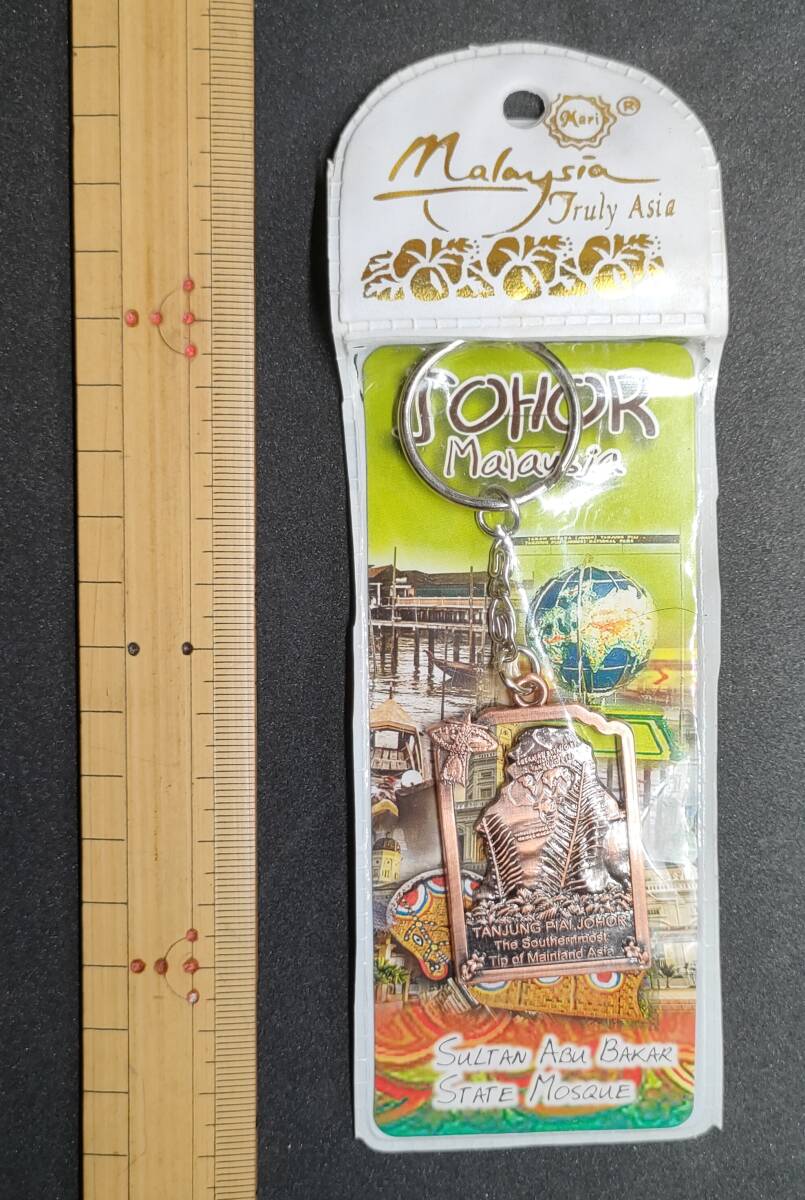 Mari ®
Malaysia
Truly Asia
JOHOR
Malaysia
TANJUNG PIAI, JOHOR
The Southernmost
Tip of Mainland Asia
SULTAN ABU BAKAR
STATE MOSQUE